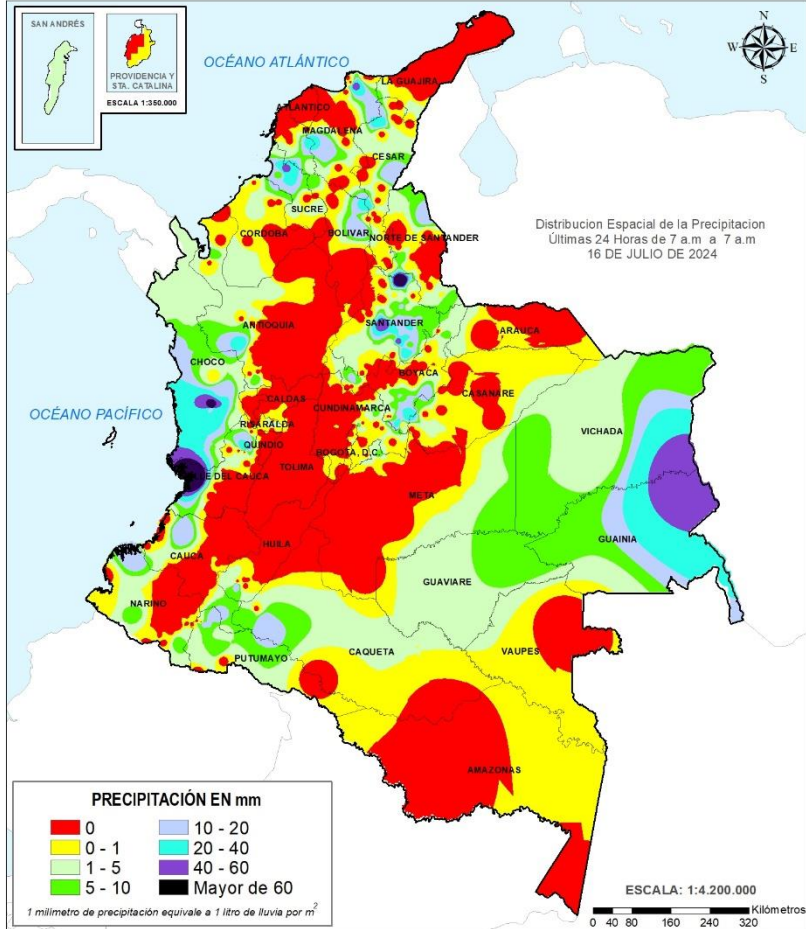 SAN ANDRÉS
PROVIDENCIA Y
STA. CATALINA
ESCALA 1:350.000
OCÉANO ATLÁNTICO
N
W
E
S
LA GUAJIRA
ATLANTICO
MAGDALENA
CESAR
SUCRE
CORDOBA
BOLIVAR
NORTE DE SANTANDER
Distribucion Espacial de la Precipitacion
Últimas 24 Horas de 7 a.m a 7 a.m
16 DE JULIO DE 2024
ANTIOQUIA
SANTANDER
ARAUCA
CHOCO
BOYACA
CASANARE
OCÉANO PACÍFICO
CALDAS
CUNDINAMARCA
RISARALDA
VICHADA
QUINDIO
BOGOTA, D.C.
TOLIMA
LE DEL CAUCA
META
HUILA
GUAINIA
CAUCA
GUAVIARE
NARIÑO
CAQUETA
VAUPES
PUTUMAYO
AMAZONAS
PRECIPITACIÓN EN mm
0
10 - 20
0 - 1
20 - 40
1 - 5
40 - 60
5 - 10
Mayor de 60
1 milimetro de precipitación equivale a 1 litro de lluvia por m²
ESCALA: 1:4.200.000
Kilómetros
0 40 80 160 240 320